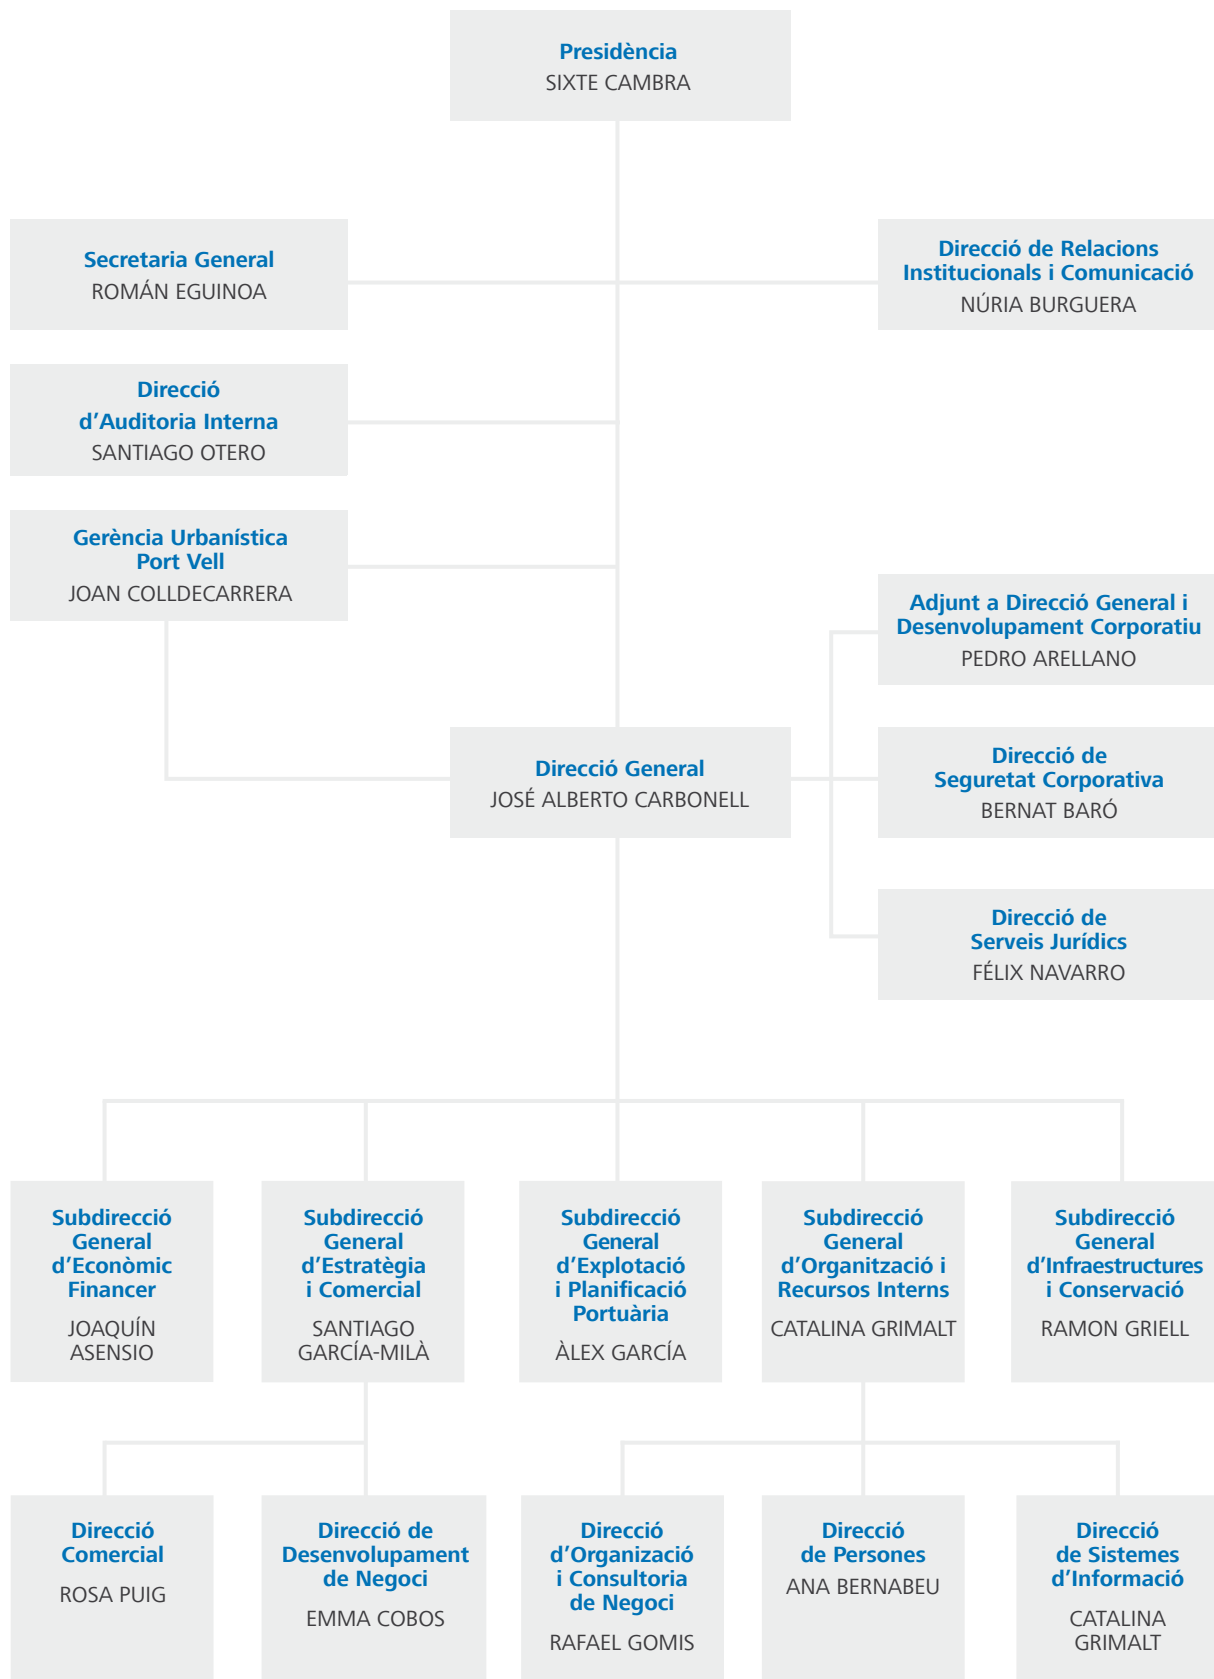 Presidència
SIXTE CAMBRA
Secretaria General
ROMÁN EGUINOA
Direcció de Relacions
Institucionals i Comunicació
NÚRIA BURGUERA
Direcció
d’Auditoria Interna
SANTIAGO OTERO
Gerència Urbanística
Port Vell
JOAN COLLDECARRERA
Adjunt a Direcció General i
Desenvolupament Corporatiu
PEDRO ARELLANO
Direcció General
JOSÉ ALBERTO CARBONELL
Direcció de
Seguretat Corporativa
BERNAT BARÓ
Direcció de
Serveis Jurídics
FÉLIX NAVARRO
Subdirecció
General
d’Econòmic
Financer
JOAQUÍN
ASENSIO
Subdirecció
General
d’Estratègia
i Comercial
SANTIAGO
GARCÍA-MILÀ
Subdirecció
General
d’Explotació
i Planificació
Portuària
ÀLEX GARCÍA
Subdirecció
General
d’Organització i
Recursos Interns
CATALINA GRIMALT
Subdirecció
General
d’Infraestructures
i Conservació
RAMON GRIELL
Direcció
Comercial
ROSA PUIG
Direcció de
Desenvolupament
de Negoci
EMMA COBOS
Direcció
d’Organizació
i Consultoria
de Negoci
RAFAEL GOMIS
Direcció
de Persones
ANA BERNABEU
Direcció
de Sistemes
d’Informació
CATALINA
GRIMALT